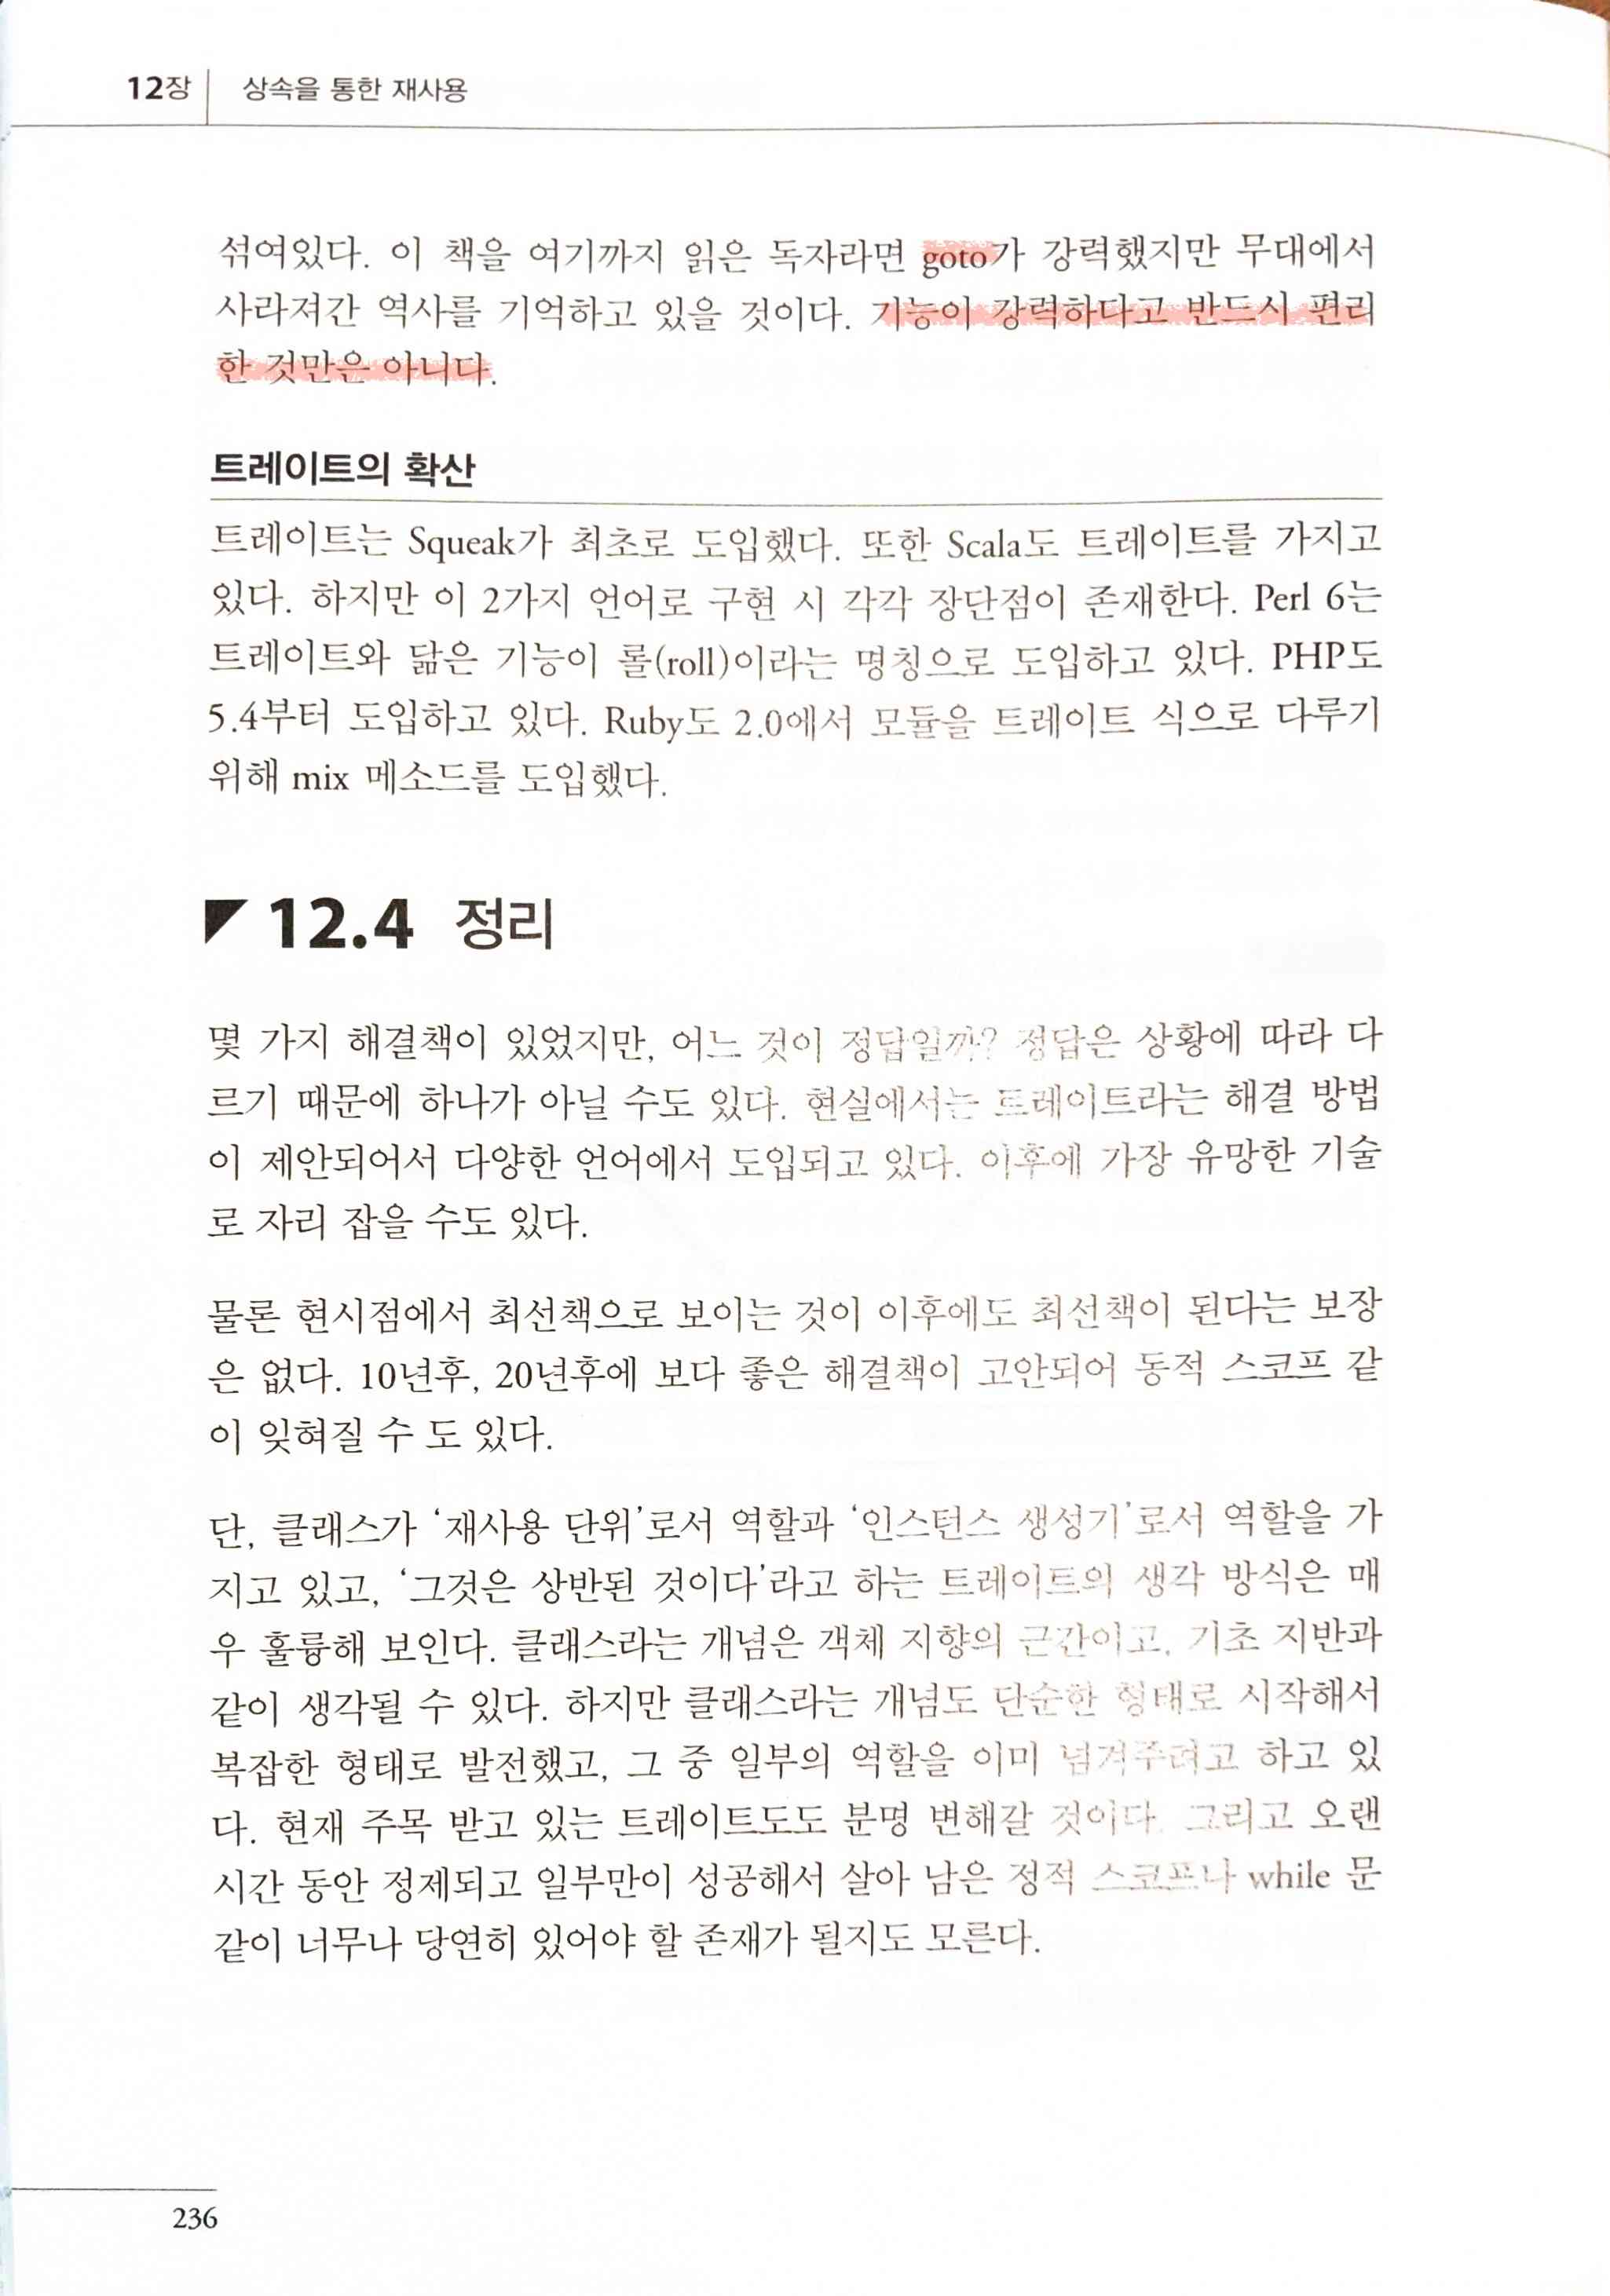 12장 상속을 통한 재사용
섞여있다. 이 책을 여기까지 읽은 독자라면 goto가 강력했지만 무대에서
사라져간 역사를 기억하고 있을 것이다. 기능이 강력하다고 반드시 편리
한 것만은 아니다.
트레이트의 확산
트레이트는 Squeak가 최초로 도입했다. 또한 Scala도 트레이트를 가지고
있다. 하지만 이 2가지 언어로 구현 시 각각 장단점이 존재한다. Perl 6는
트레이트와 닮은 기능이 롤(roll)이라는 명칭으로 도입하고 있다. PHP도
5.4부터 도입하고 있다. Ruby도 2.0에서 모듈을 트레이트 식으로 다루기
위해 mix 메소드를 도입했다.
12.4 정리
몇 가지 해결책이 있었지만, 어느 것이 정답일까? 정답은 상황에 따라 다
르기 때문에 하나가 아닐 수도 있다. 현실에서는 트레이트라는 해결 방법
이 제안되어서 다양한 언어에서 도입되고 있다. 이후에 가장 유망한 기술
로 자리 잡을 수도 있다.
물론 현시점에서 최선책으로 보이는 것이 이후에도 최선책이 된다는 보장
은 없다. 10년후, 20년후에 보다 좋은 해결책이 고안되어 동적 스코프 같
이 잊혀질 수 도 있다.
단, 클래스가 ‘재사용 단위’로서 역할과 ‘인스턴스 생성기’로서 역할을 가
지고 있고, ‘그것은 상반된 것이다’라고 하는 트레이트의 생각 방식은 매
우 훌륭해 보인다. 클래스라는 개념은 객체 지향의 근간이고, 기초 지반과
같이 생각될 수 있다. 하지만 클래스라는 개념도 단순한 형태로 시작해서
복잡한 형태로 발전했고, 그 중 일부의 역할을 이미 넘겨주려고 하고 있
다. 현재 주목 받고 있는 트레이트도도 분명 변해갈 것이다. 그리고 오랜
시간 동안 정제되고 일부만이 성공해서 살아 남은 정적 스코프나 while 문
같이 너무나 당연히 있어야 할 존재가 될지도 모른다.
236